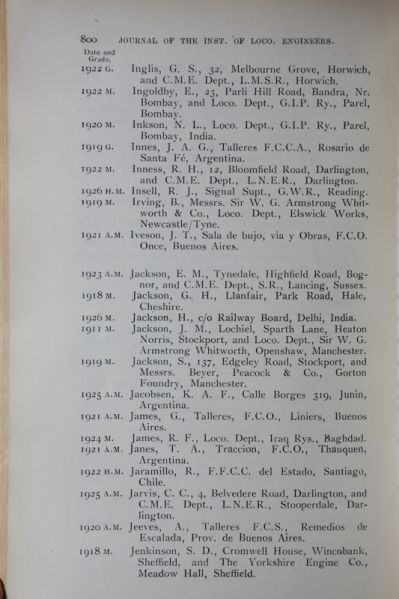 800 JOURNAL OF THE INST. OF LOCO. ENGINEERS.
Date and
Grade.
1922 G. Inglis, G. S., 32, Melbourne Grove, Horwich,
and C.M.E. Dept., L.M.S.R., Horwich.
1922 M. Ingoldby, E., 23, Parli Hill Road, Bandra, Nr.
Bombay, and Loco. Dept., G.I.P. Ry., Parel,
Bombay.
1920 M. Inkson, N. L., Loco. Dept., G.I.P. Ry., Parel,
Bombay, India.
1919 G. Innes, J. A. G., Talleres F.C.C.A., Rosario de
Santa Fé, Argentina.
1922 M. Inness, R. H., 12, Bloomfield Road, Darlington,
and C.M.E. Dept., L.N.E.R., Darlington.
1926 H.M. Insell, R. J., Signal Supt., G.W.R., Reading.
1919 M. Irving, B., Messrs. Sir W. G. Armstrong Whit-
worth & Co., Loco. Dept., Elswick Works,
Newcastle/Tyne.
1921 A.M. Iveson, J. T., Sala de bujo, via y Obras, F.C.O.
Once, Buenos Aires.
1923 A.M. Jackson, E. M., Tynedale, Highfield Road, Bog-
nor, and C.M.E. Dept., S.R., Lancing, Sussex.
1918 M. Jackson, G. H., Llanfair, Park Road, Hale,
Cheshire.
1926 M. Jackson, H., c/o Railway Board, Delhi, India.
1911 M. Jackson, J. M., Lochiel, Sparth Lane, Heaton
Norris, Stockport, and Loco. Dept., Sir W. G.
Armstrong Whitworth, Openshaw, Manchester.
1919 M. Jackson, S., 137, Edgeley Road, Stockport, and
Messrs. Beyer, Peacock & Co., Gorton
Foundry, Manchester.
1925 A.M. Jacobsen, K. A. F., Calle Borges 319, Junin,
Argentina.
1921 A.M. James, G., Talleres, F.C.O., Liniers, Buenos
Aires.
1924 M. James, R. F., Loco. Dept., Iraq Rys., Baghdad.
1921 A.M. Janes, T. A., Traccion, F.C.O., Thauquen,
Argentina.
1922 H.M. Jaramillo, R., F.F.C.C. del Estado, Santiago,
Chile.
1925 A.M. Jarvis, C. C., 4, Belvedere Road, Darlington, and
C.M.E. Dept., L.N.E.R., Stooperdale, Dar-
lington.
1920 A.M. Jeeves, A., Talleres F.C.S., Remedios de
Escalada, Prov. de Buenos Aires.
1918 M. Jenkinson, S. D., Cromwell House, Wincobank,
Sheffield, and The Yorkshire Engine Co.,
Meadow Hall, Sheffield.